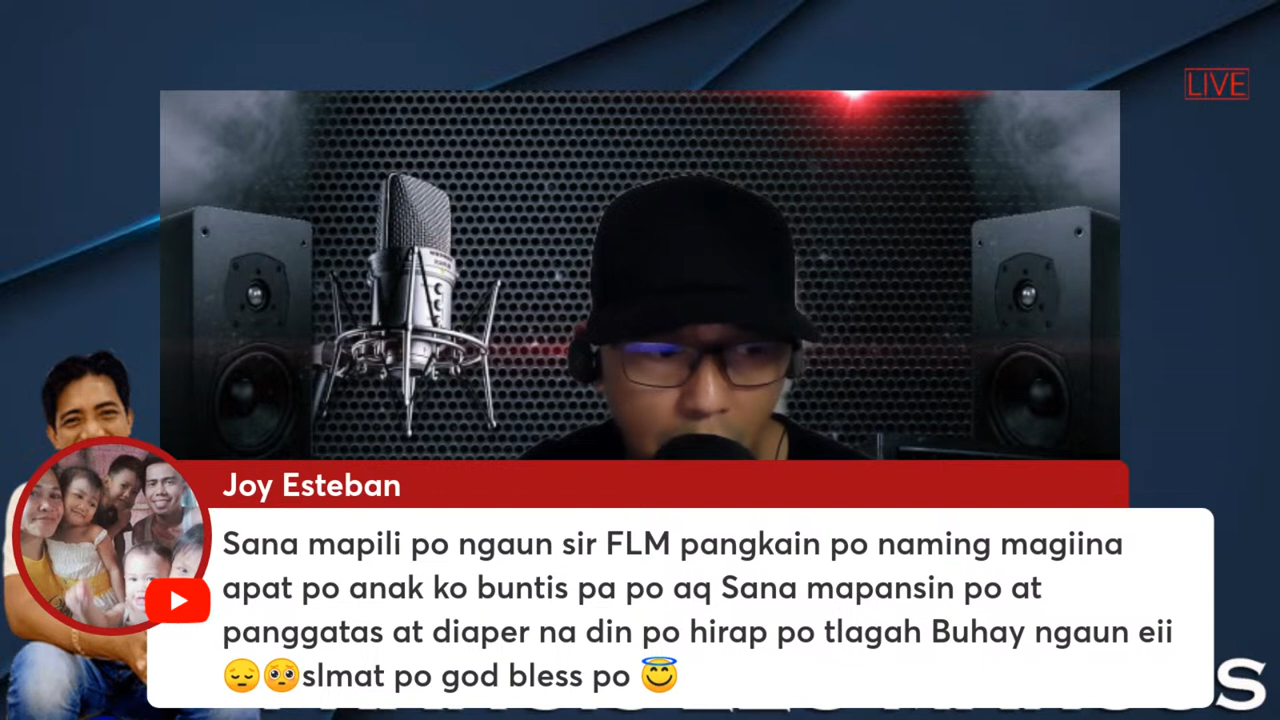 LIVE
Joy Esteban
Sana mapili po ngaun sir FLM pangkain po naming magiina
apat po anak ko buntis pa po aq Sana mapansin po at
panggatas at diaper na din po hirap po tlagah Buhay ngaun eii
😔🥺slmat po god bless po 😇